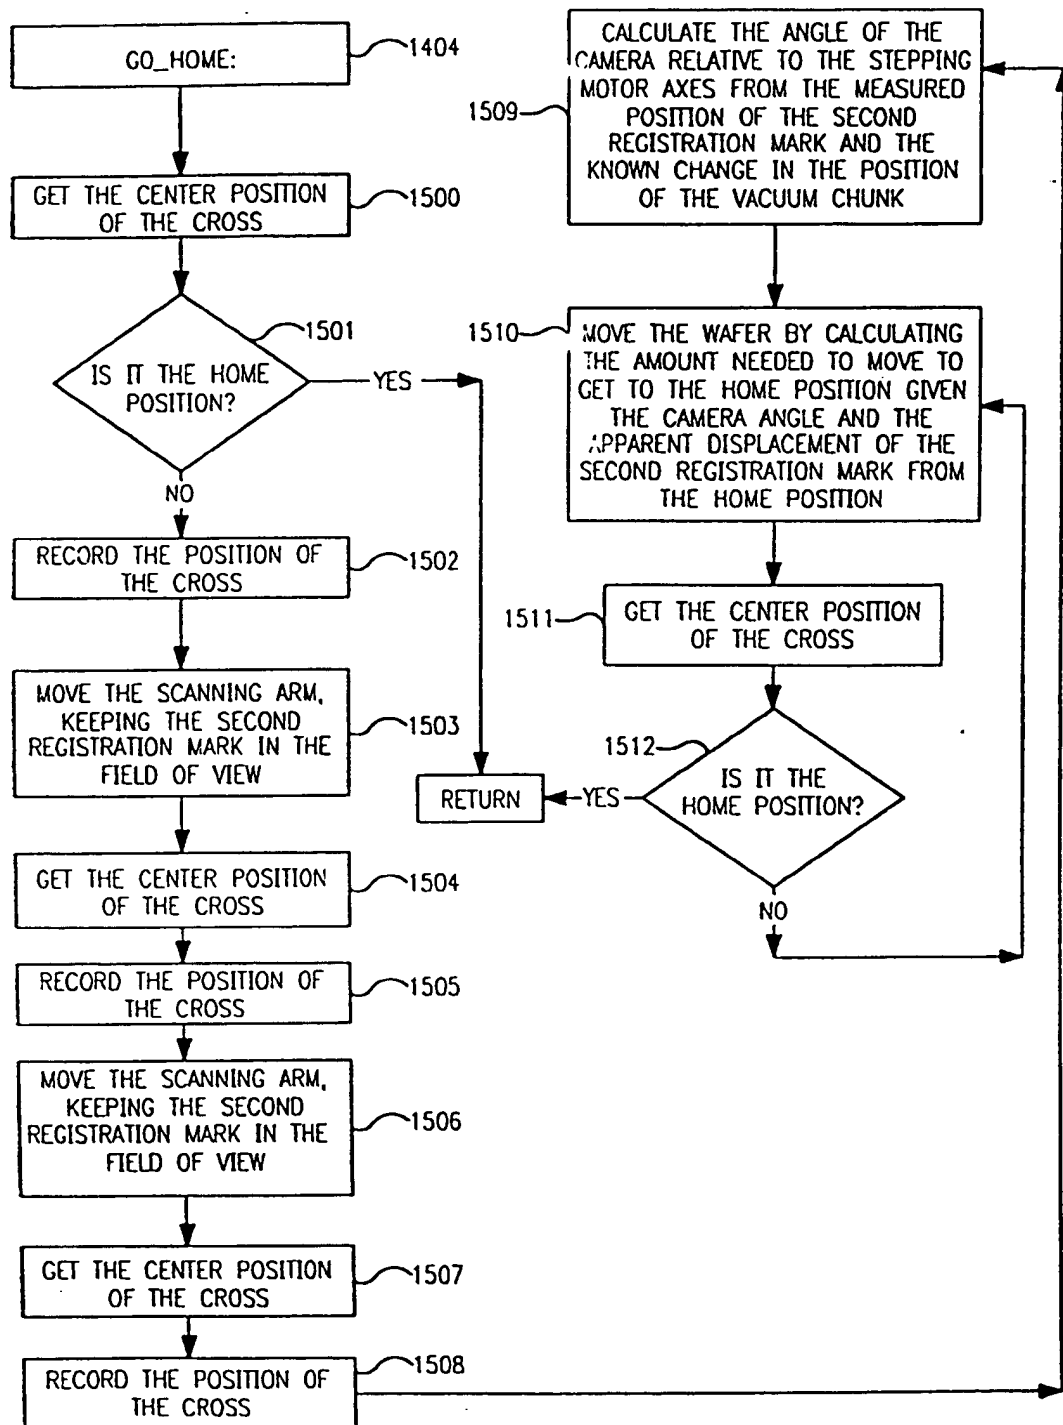 GO_HOME:
1404
GET THE CENTER POSITION
OF THE CROSS
1500
1501
IS IT THE HOME
POSITION?
YES
NO
RECORD THE POSITION OF
THE CROSS
1502
MOVE THE SCANNING ARM,
KEEPING THE SECOND
REGISTRATION MARK IN THE
FIELD OF VIEW
1503
GET THE CENTER POSITION
OF THE CROSS
1504
RECORD THE POSITION OF
THE CROSS
1505
MOVE THE SCANNING ARM,
KEEPING THE SECOND
REGISTRATION MARK IN THE
FIELD OF VIEW
1506
GET THE CENTER POSITION
OF THE CROSS
1507
RECORD THE POSITION OF
THE CROSS
1508
CALCULATE THE ANGLE OF THE
CAMERA RELATIVE TO THE STEPPING
MOTOR AXES FROM THE MEASURED
POSITION OF THE SECOND
REGISTRATION MARK AND THE
KNOWN CHANGE IN THE POSITION
OF THE VACUUM CHUNK
1509
1510
MOVE THE WAFER BY CALCULATING
THE AMOUNT NEEDED TO MOVE TO
GET TO THE HOME POSITION GIVEN
THE CAMERA ANGLE AND THE
APPARENT DISPLACEMENT OF THE
SECOND REGISTRATION MARK FROM
THE HOME POSITION
1511
GET THE CENTER POSITION
OF THE CROSS
1512
IS IT THE
HOME POSITION?
YES
RETURN
NO